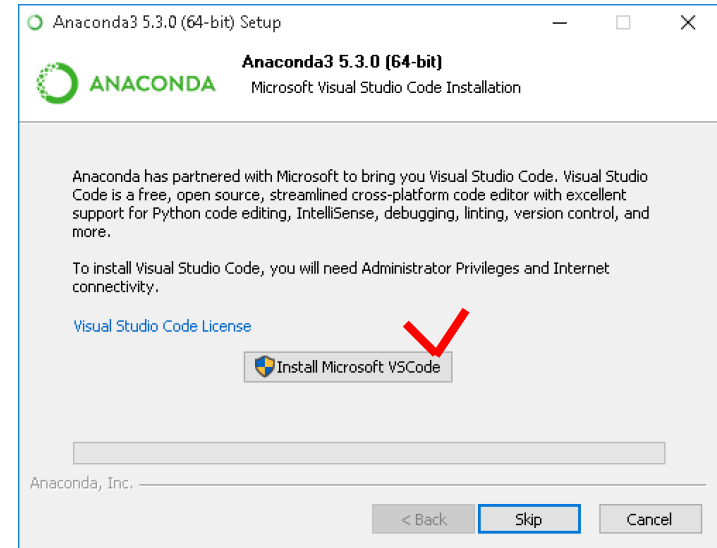 Anaconda3 5.3.0 (64-bit) Setup
ANACONDA
Anaconda3 5.3.0 (64-bit)
Microsoft Visual Studio Code Installation
Anaconda has partnered with Microsoft to bring you Visual Studio Code. Visual Studio
Code is a free, open source, streamlined cross-platform code editor with excellent
support for Python code editing, IntelliSense, debugging, linting, version control, and
more.
To install Visual Studio Code, you will need Administrator Privileges and Internet
connectivity.
Visual Studio Code License
Install Microsoft VSCode
Anaconda, Inc.
< Back
Skip
Cancel